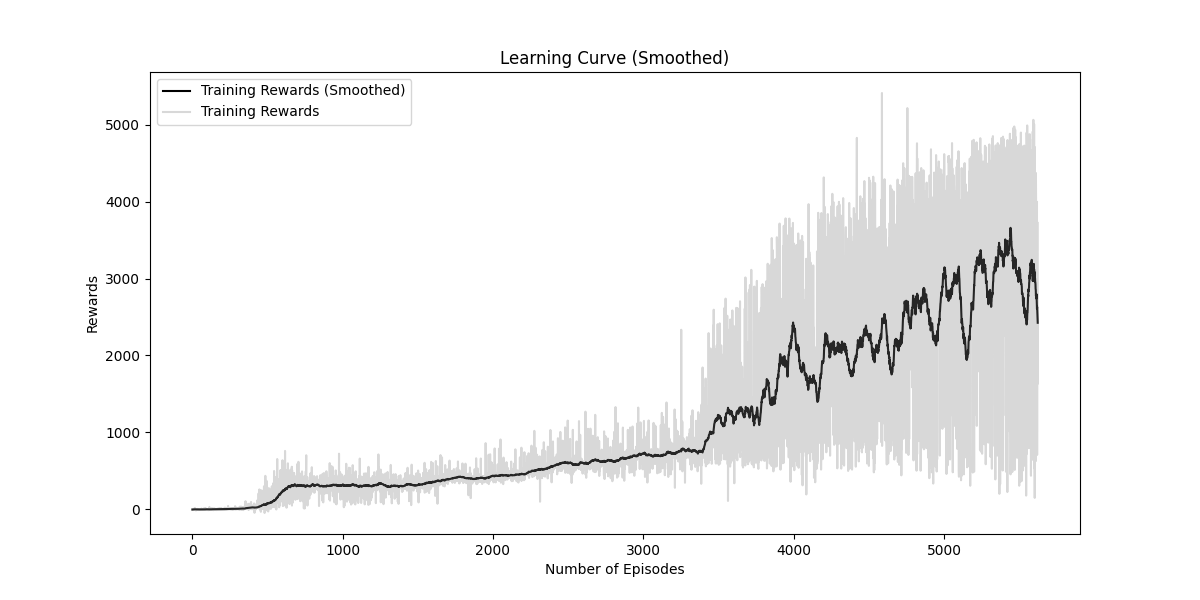 Learning Curve (Smoothed)
Training Rewards (Smoothed)
Training Rewards
Rewards
5000
4000
3000
2000
1000
0
0 1000 2000 3000 4000 5000
Number of Episodes